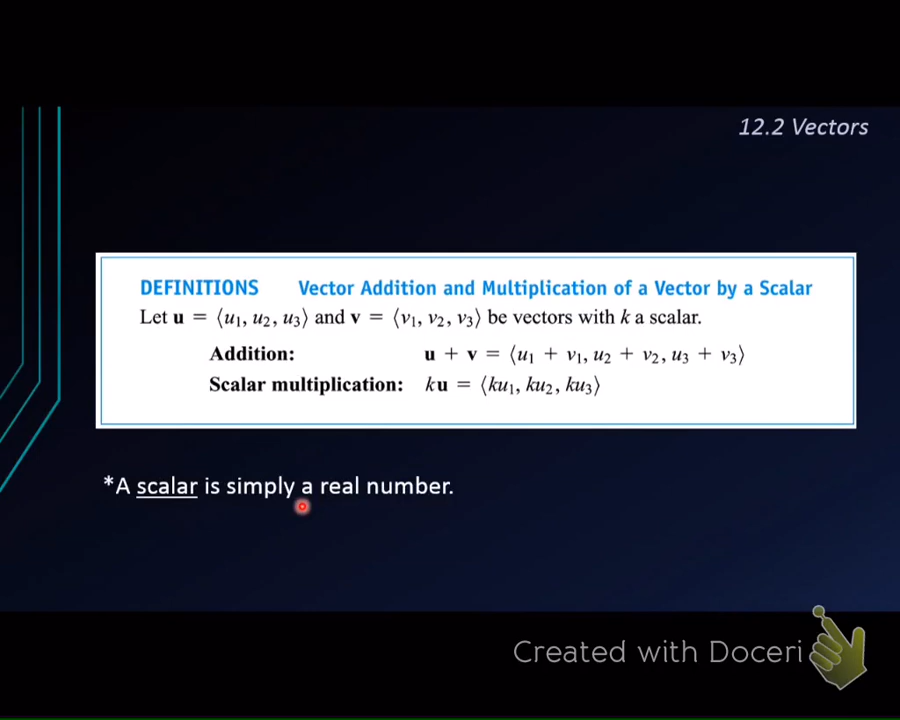 12.2 Vectors
DEFINITIONS Vector Addition and Multiplication of a Vector by a Scalar
Let u = ⟨u₁, u₂, u₃⟩ and v = ⟨v₁, v₂, v₃⟩ be vectors with k a scalar.
Addition: u + v = ⟨u₁ + v₁, u₂ + v₂, u₃ + v₃⟩
Scalar multiplication: ku = ⟨ku₁, ku₂, ku₃⟩
*A scalar is simply a real number.
Created with Doceri